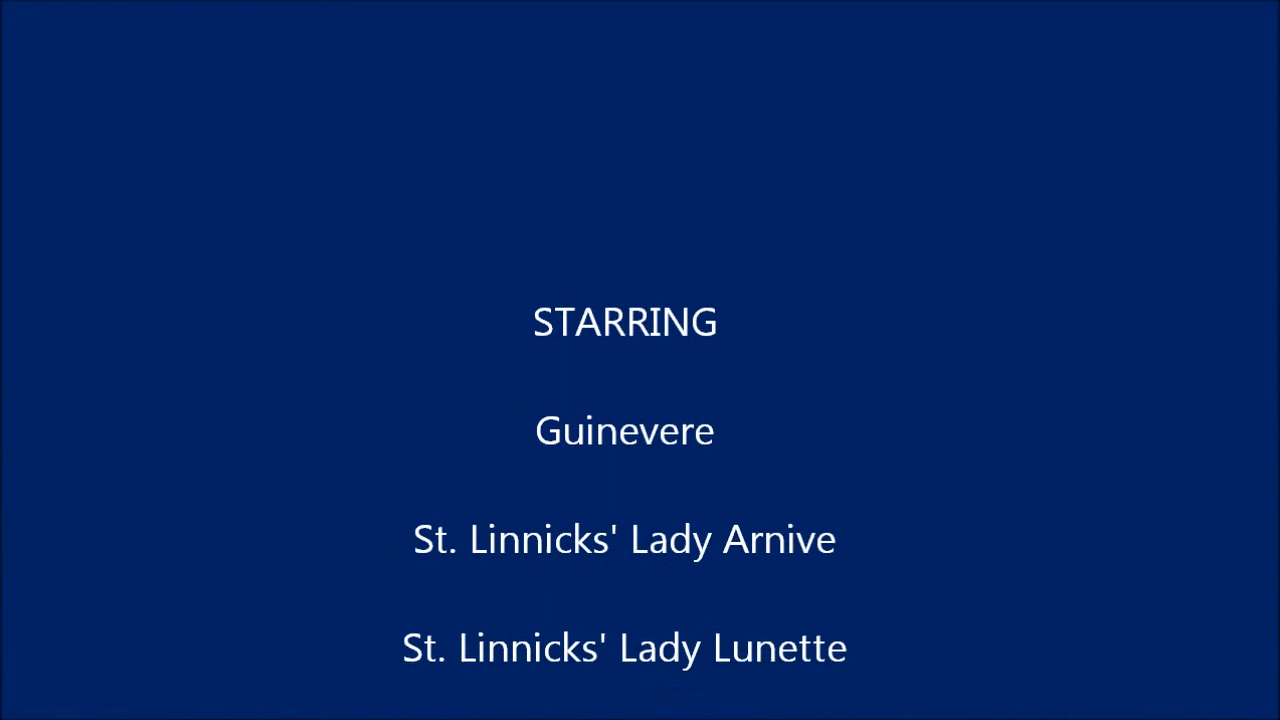 STARRING
Guinevere
St. Linnicks' Lady Arnive
St. Linnicks' Lady Lunette